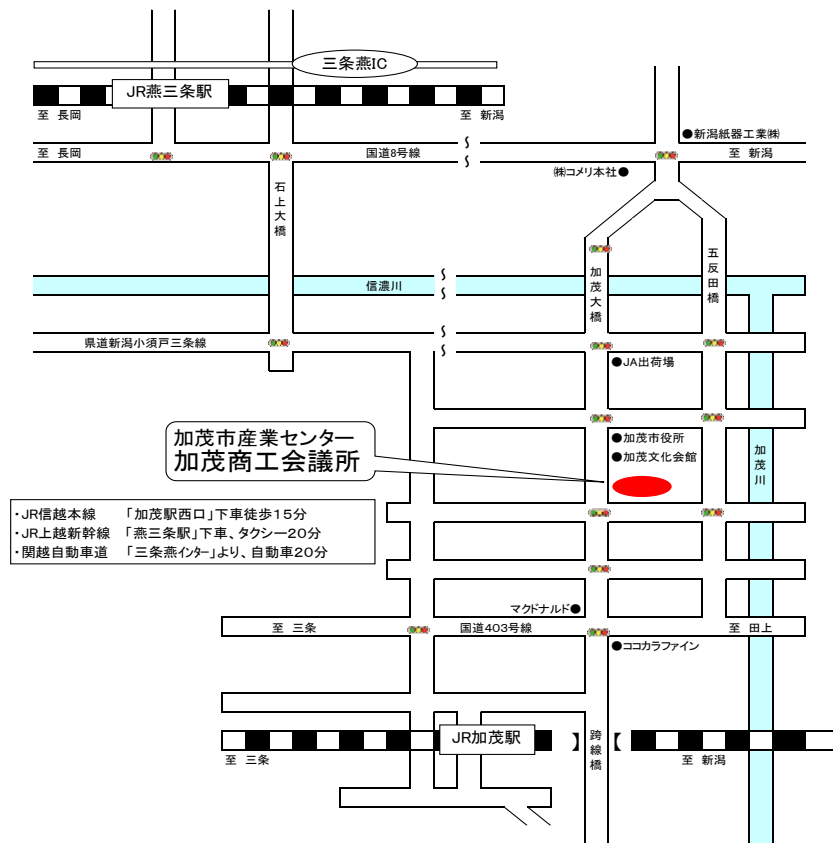 三条燕IC
JR燕三条駅
至 長岡
至 新潟
●新潟紙器工業㈱
至 長岡
国道8号線
至 新潟
㈱コメリ本社●
石上大橋
五反田橋
加茂大橋
信濃川
県道新潟小須戸三条線
●JA出荷場
加茂市産業センター
加茂商工会議所
●加茂市役所
●加茂文化会館
加茂川
・JR信越本線 「加茂駅西口」下車徒歩15分
・JR上越新幹線 「燕三条駅」下車、タクシー20分
・関越自動車道 「三条燕インター」より、自動車20分
マクドナルド●
至 三条
国道403号線
至 田上
●ココカラファイン
JR加茂駅
跨線橋
至 三条
至 新潟